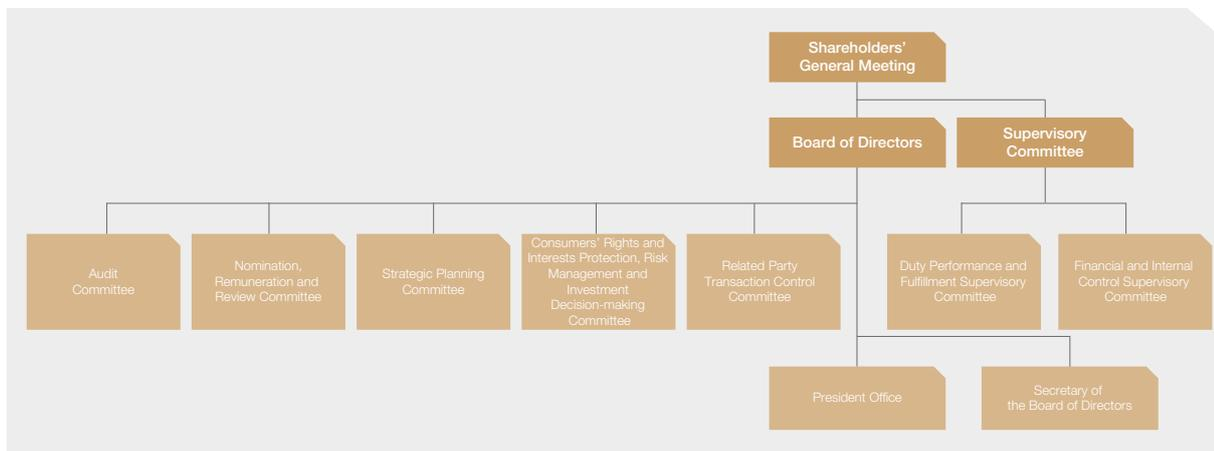 Shareholders’
General Meeting
Board of Directors
Supervisory
Committee
Audit
Committee
Nomination,
Remuneration and
Review Committee
Strategic Planning
Committee
Consumers’ Rights and
Interests Protection, Risk
Management and
Investment
Decision-making
Committee
Related Party
Transaction Control
Committee
Duty Performance and
Fulfillment Supervisory
Committee
Financial and Internal
Control Supervisory
Committee
President Office
Secretary of
the Board of Directors